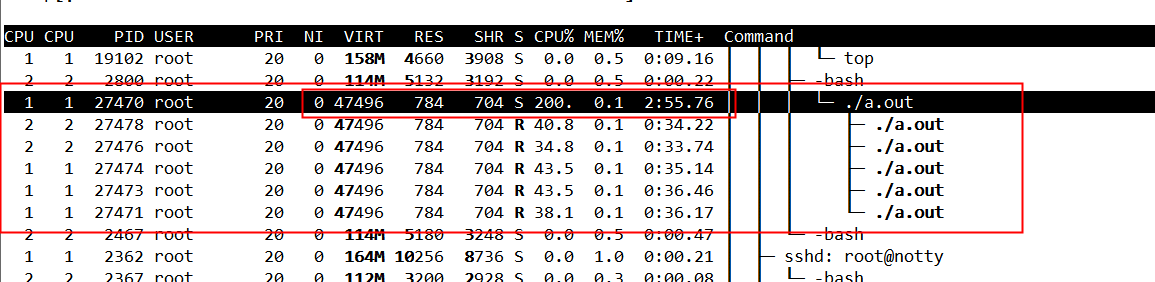 CPU CPU PID USER PRI NI VIRT RES SHR S CPU% MEM% TIME+ Command
1 1 19102 root 20 0 158M 4660 3908 S 0.0 0.5 0:09.16 │ │ │ └─ top
2 2 2800 root 20 0 114M 5132 3192 S 0.0 0.5 0:00.22 │ │ ├─ -bash
1 1 27470 root 20 0 47496 784 704 S 200. 0.1 2:55.76 │ │ │ └─ ./a.out
2 2 27478 root 20 0 47496 784 704 R 40.8 0.1 0:34.22 │ │ │ ├─ ./a.out
2 2 27476 root 20 0 47496 784 704 R 34.8 0.1 0:33.74 │ │ │ ├─ ./a.out
1 1 27474 root 20 0 47496 784 704 R 43.5 0.1 0:35.14 │ │ │ ├─ ./a.out
1 1 27473 root 20 0 47496 784 704 R 43.5 0.1 0:36.46 │ │ │ ├─ ./a.out
1 1 27471 root 20 0 47496 784 704 R 38.1 0.1 0:36.17 │ │ │ └─ ./a.out
2 2 2467 root 20 0 114M 5180 3248 S 0.0 0.5 0:00.47 │ │ └─ -bash
1 1 2362 root 20 0 164M 10256 8736 S 0.0 1.0 0:00.21 │ ├─ sshd: root@notty
2 2 2367 root 20 0 112M 3200 2928 S 0.0 0.3 0:00.08 │ │ └─ -bash